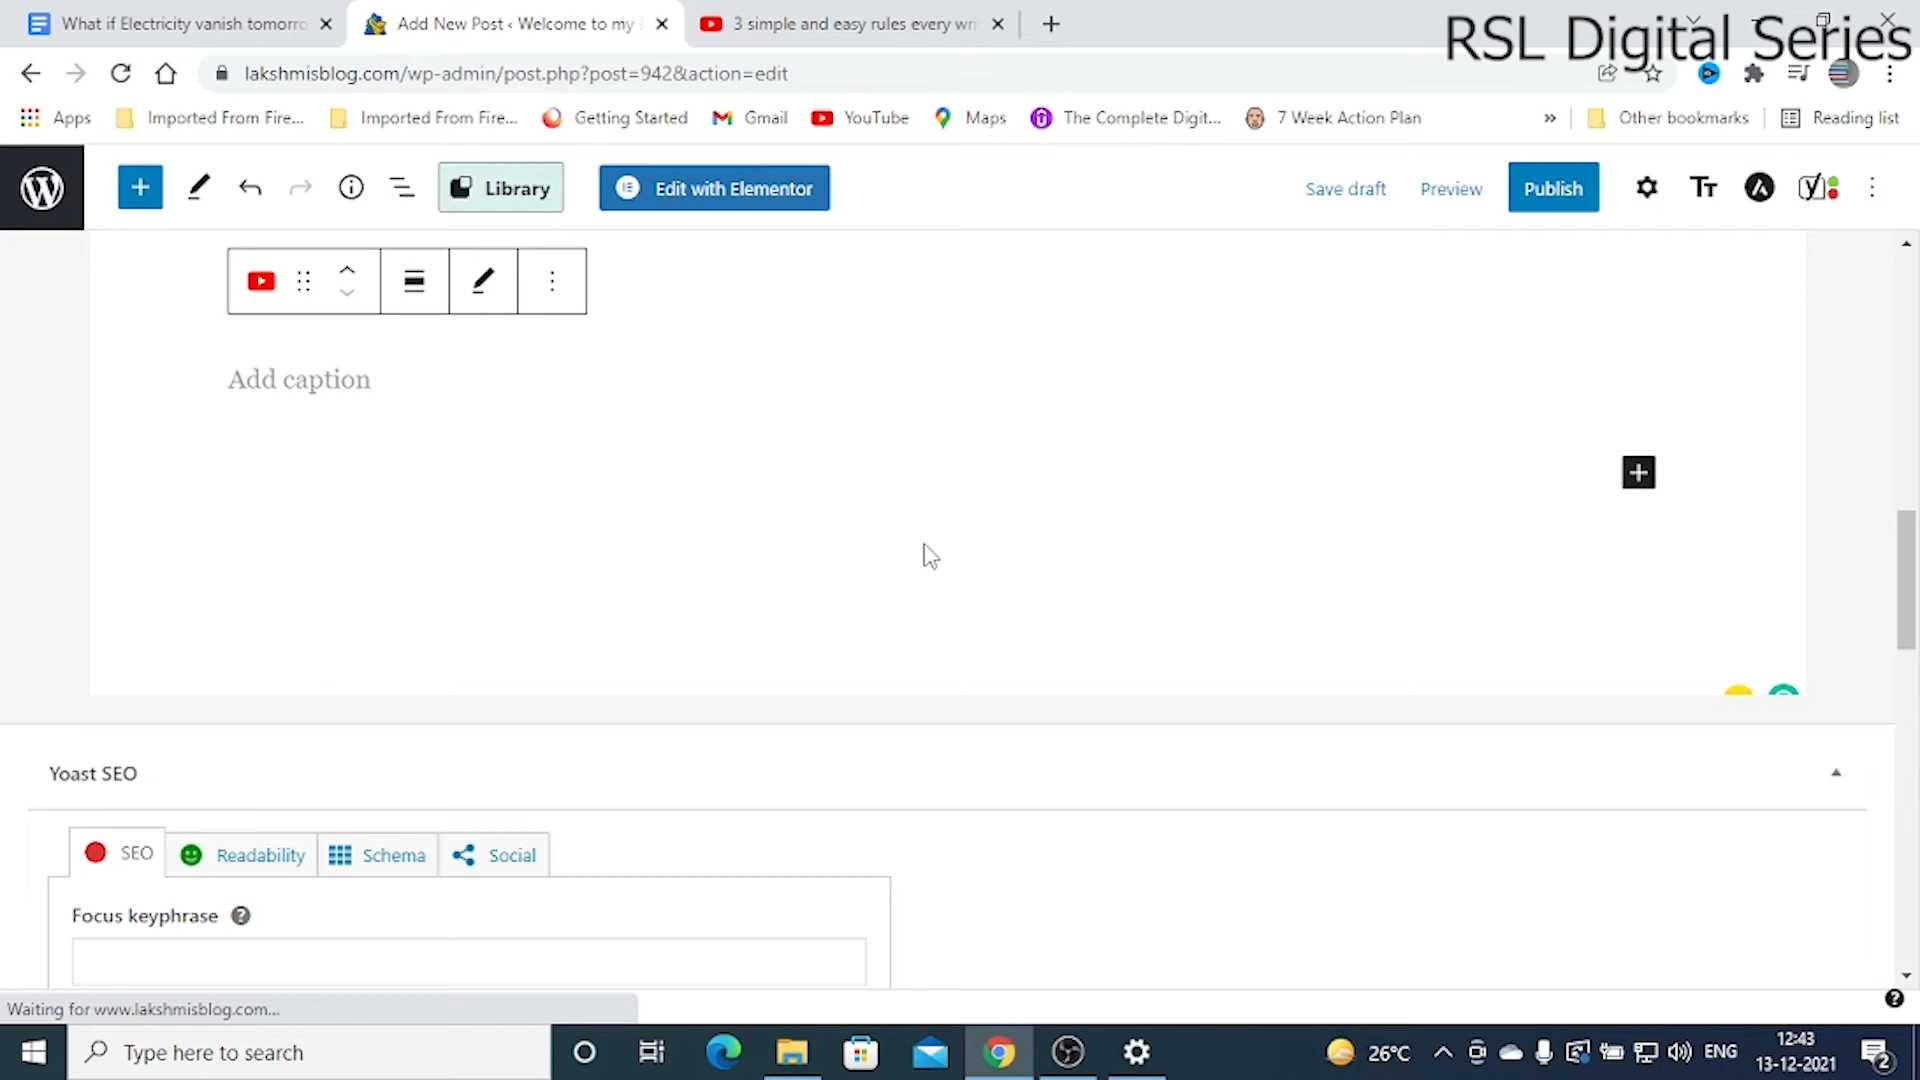 What if Electricity vanish tomorro
Add New Post ‹ Welcome to my
3 simple and easy rules every wri
RSL Digital Series
lakshmisblog.com/wp-admin/post.php?post=942&action=edit
Apps
Imported From Fire...
Imported From Fire...
Getting Started
Gmail
YouTube
Maps
The Complete Digit...
7 Week Action Plan
»
Other bookmarks
Reading list
Library
Edit with Elementor
Save draft
Preview
Publish
Add caption
Yoast SEO
SEO
Readability
Schema
Social
Focus keyphrase
Waiting for www.lakshmisblog.com...
Type here to search
26°C
ENG
12:43
13-12-2021
2